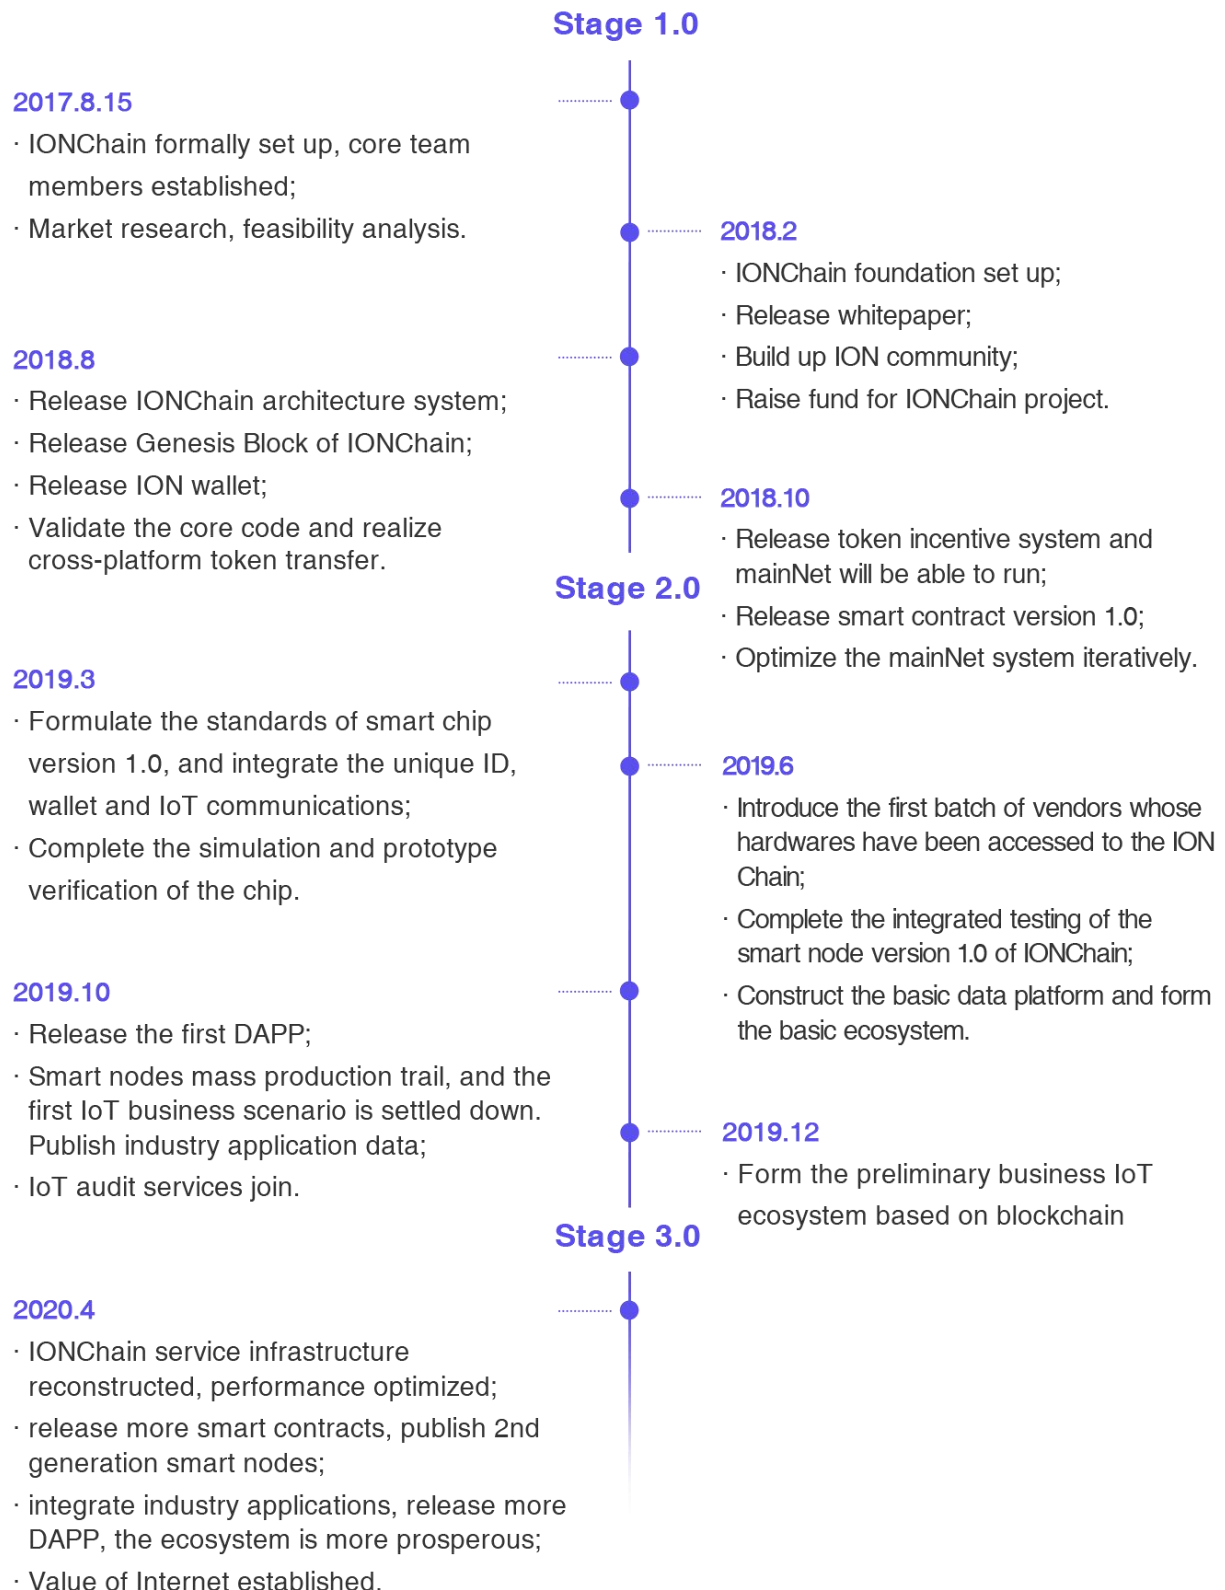 Stage 1.0
2017.8.15
· IONChain formally set up, core team
members established;
· Market research, feasibility analysis.
2018.2
· IONChain foundation set up;
· Release whitepaper;
· Build up ION community;
· Raise fund for IONChain project.
2018.8
· Release IONChain architecture system;
· Release Genesis Block of IONChain;
· Release ION wallet;
· Validate the core code and realize
cross-platform token transfer.
2018.10
· Release token incentive system and
mainNet will be able to run;
· Release smart contract version 1.0;
· Optimize the mainNet system iteratively.
Stage 2.0
2019.3
· Formulate the standards of smart chip
version 1.0, and integrate the unique ID,
wallet and IoT communications;
· Complete the simulation and prototype
verification of the chip.
2019.6
· Introduce the first batch of vendors whose
hardwares have been accessed to the ION
Chain;
· Complete the integrated testing of the
smart node version 1.0 of IONChain;
· Construct the basic data platform and form
the basic ecosystem.
2019.10
· Release the first DAPP;
· Smart nodes mass production trail, and the
first IoT business scenario is settled down.
Publish industry application data;
· IoT audit services join.
2019.12
· Form the preliminary business IoT
ecosystem based on blockchain
Stage 3.0
2020.4
· IONChain service infrastructure
reconstructed, performance optimized;
· release more smart contracts, publish 2nd
generation smart nodes;
· integrate industry applications, release more
DAPP, the ecosystem is more prosperous;
· Value of Internet established.